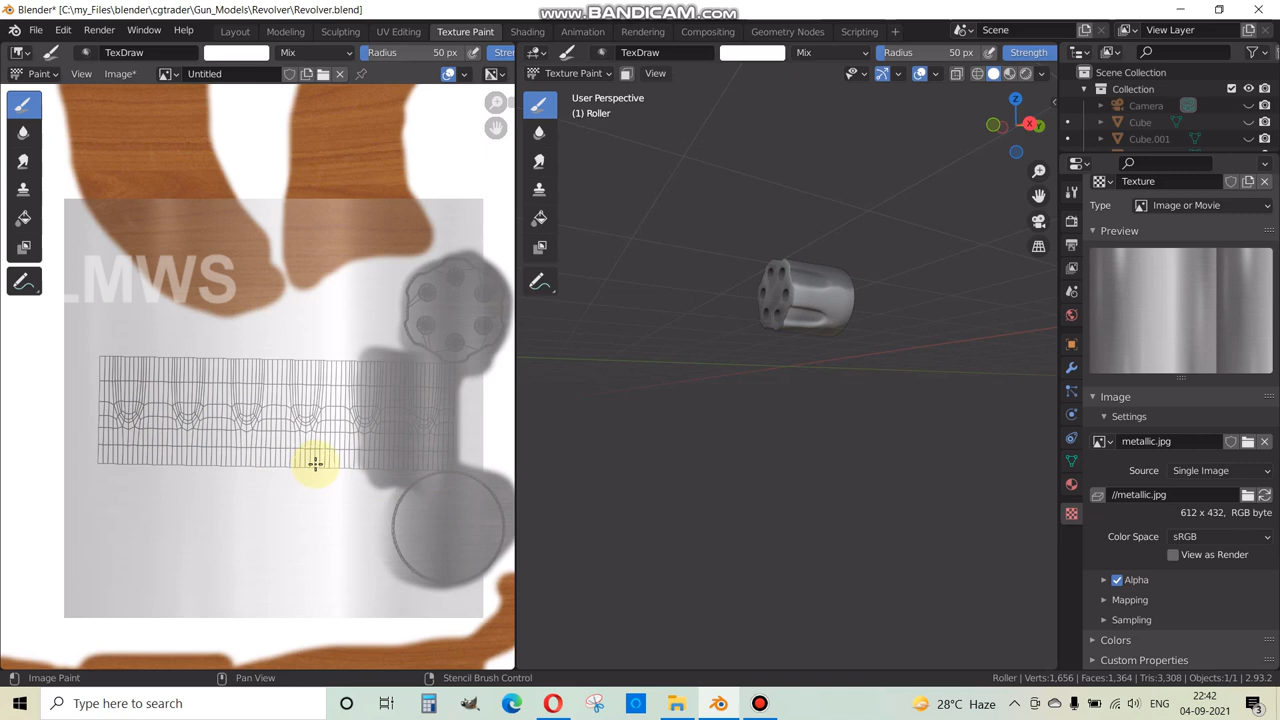 Blender* [C:\my_Files\blender\cgtrader\Gun_Models\Revolver\Revolver.blend]
www.BANDICAM.com
File Edit Render Window Help Layout Modeling Sculpting UV Editing Texture Paint Shading Animation Rendering Compositing Geometry Nodes Scripting + Scene View Layer
TexDraw Mix Radius 50 px Stren TexDraw Mix Radius 50 px Strength
Paint View Image* Untitled Texture Paint View
User Perspective
(1) Roller
Z
X
Y
Scene Collection
Collection
Camera
Cube
Cube.001
Texture
Type Image or Movie
Preview
Image
Settings
metallic.jpg
Source Single Image
//metallic.jpg
612 x 432, RGB byte
Color Space sRGB
View as Render
Alpha
Mapping
Sampling
Colors
Custom Properties
LMWS
Image Paint Pan View Stencil Brush Control Roller | Verts:1,656 | Faces:1,364 | Tris:3,308 | Objects:1/1 | 2.93.2
Type here to search 28°C Haze ENG 22:42
04-09-2021
3